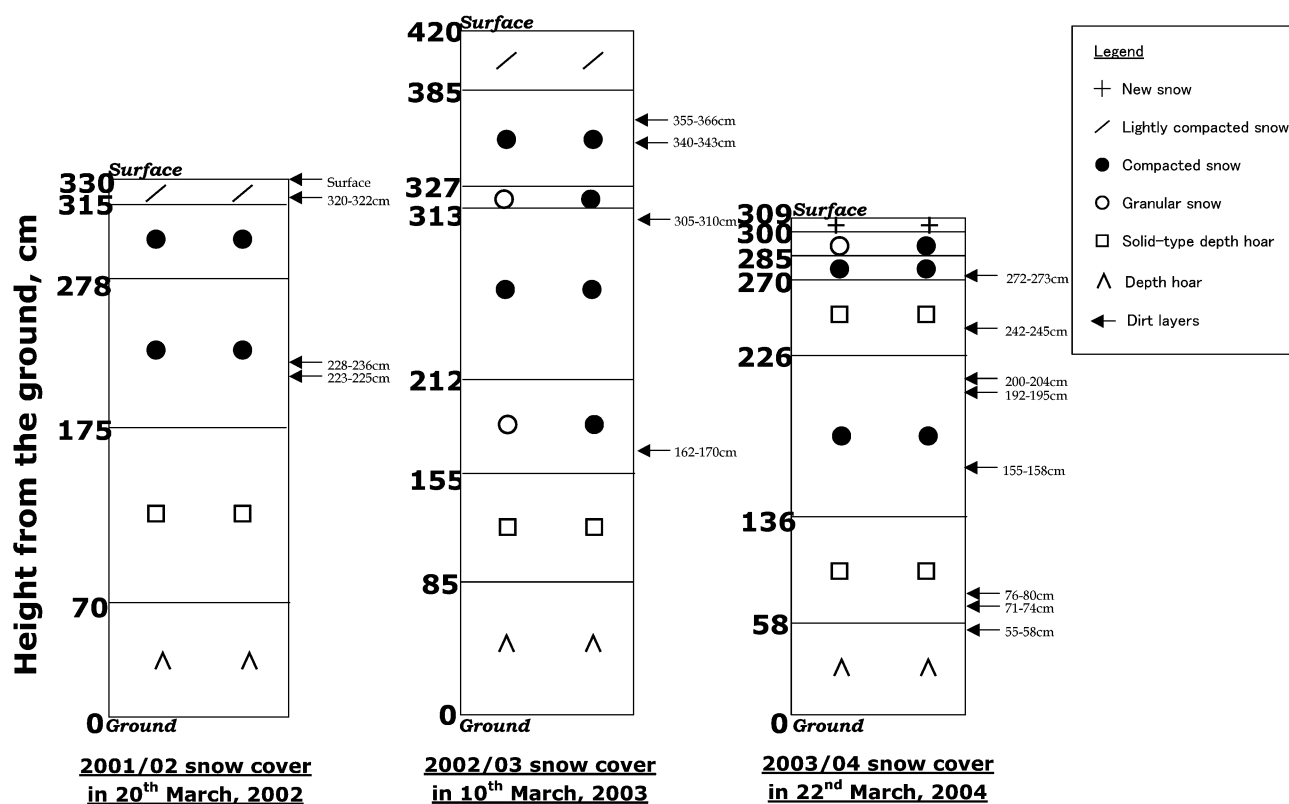 Height from the ground, cm
Surface
330
315
278
175
70
0
Ground
Surface
320-322cm
228-236cm
223-225cm
2001/02 snow cover
in 20th March, 2002
Surface
420
385
327
313
212
155
85
0
355-366cm
340-343cm
305-310cm
162-170cm
2002/03 snow cover
in 10th March, 2003
Surface
309
300
285
270
226
136
58
0
Ground
272-273cm
242-245cm
200-204cm
192-195cm
155-158cm
76-80cm
71-74cm
55-58cm
2003/04 snow cover
in 22nd March, 2004
Legend
New snow
Lightly compacted snow
Compacted snow
Granular snow
Solid-type depth hoar
Depth hoar
Dirt layers